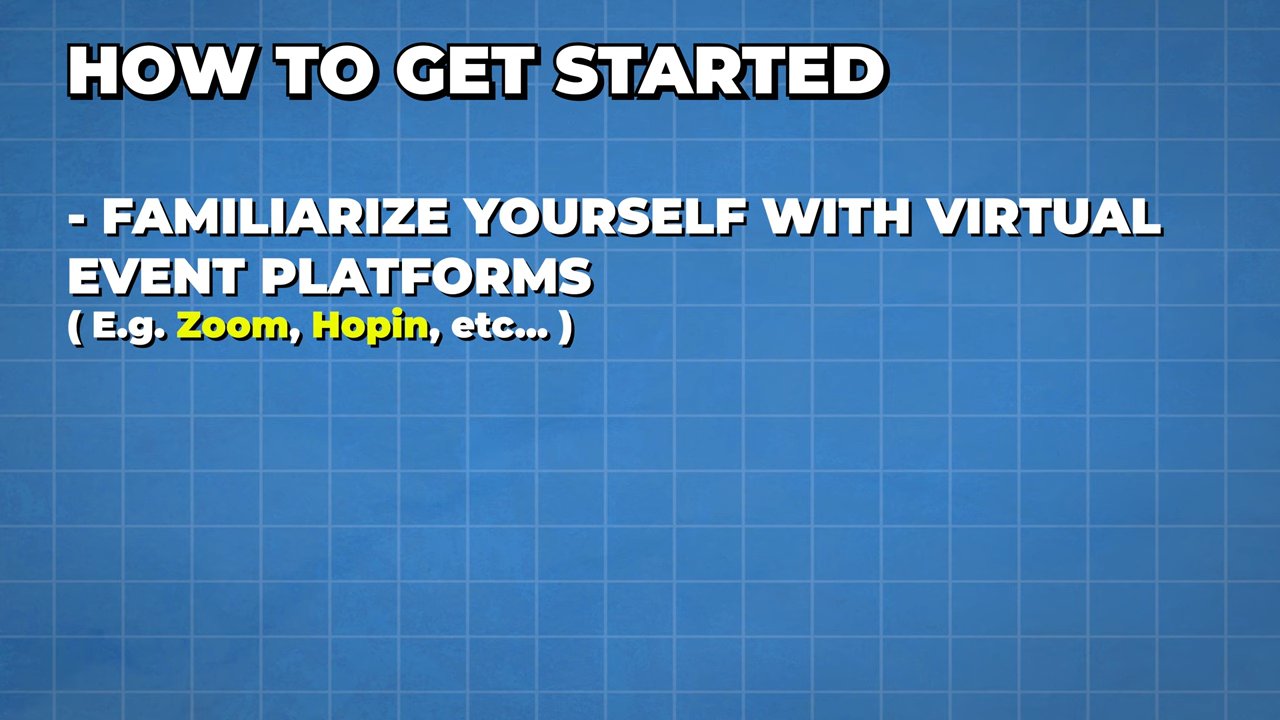 HOW TO GET STARTED
- FAMILIARIZE YOURSELF WITH VIRTUAL
EVENT PLATFORMS
( E.g. Zoom, Hopin, etc... )